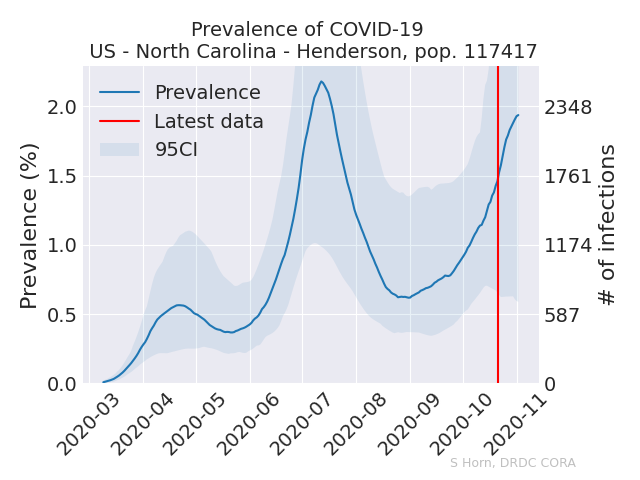 Prevalence of COVID-19
US - North Carolina - Henderson, pop. 117417
Prevalence
Latest data
95CI
Prevalence (%)
2.0
1.5
1.0
0.5
0.0
2348
1761
1174
587
0
# of infections
2020-03
2020-04
2020-05
2020-06
2020-07
2020-08
2020-09
2020-10
2020-11
S Horn, DRDC CORA